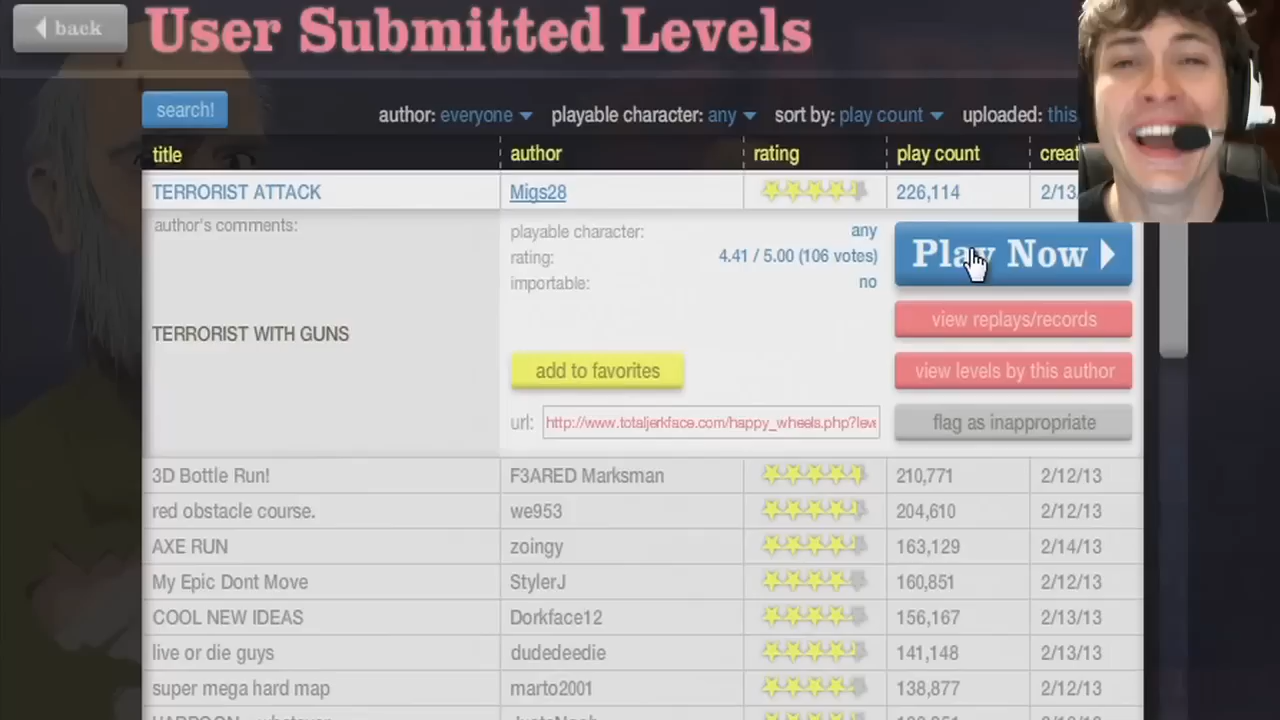 back
User Submitted Levels
search!
author: everyone playable character: any sort by: play count uploaded: this
title author rating play count
TERRORIST ATTACK Migs28 226,114 2/13
author's comments:
TERRORIST WITH GUNS
playable character: any
rating: 4.41 / 5.00 (106 votes)
importable: no
add to favorites
url: http://www.totaljerkface.com/happy_wheels.php?lev
Play Now
view replays/records
view levels by this author
flag as inappropriate
3D Bottle Run! F3ARED Marksman 210,771 2/12/13
red obstacle course. we953 204,610 2/12/13
AXE RUN zoingy 163,129 2/14/13
My Epic Dont Move StylerJ 160,851 2/12/13
COOL NEW IDEAS Dorkface12 156,167 2/13/13
live or die guys dudedeedie 141,148 2/13/13
super mega hard map marto2001 138,877 2/12/13